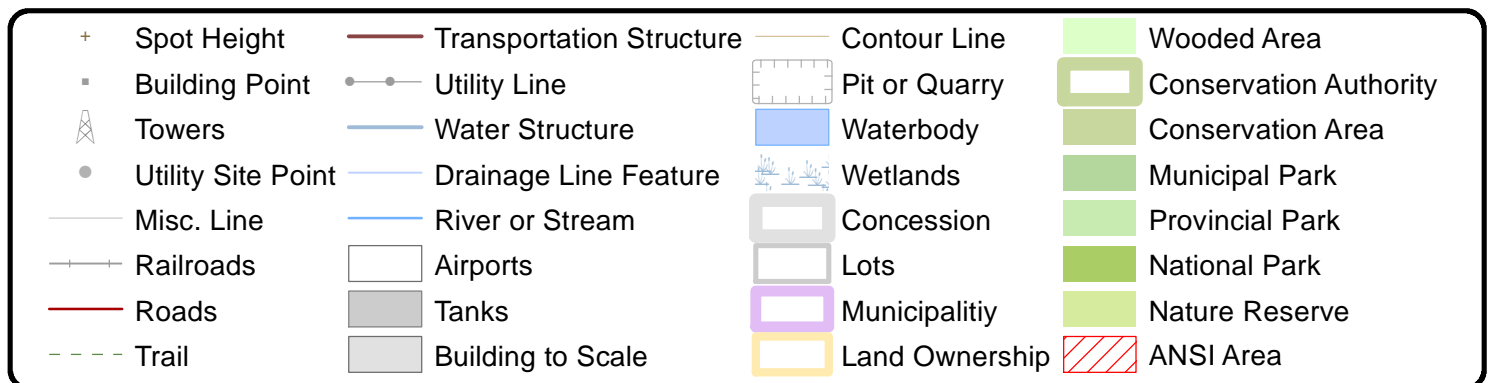 Spot Height
Transportation Structure
Contour Line
Wooded Area
Building Point
Utility Line
Pit or Quarry
Conservation Authority
Towers
Water Structure
Waterbody
Conservation Area
Utility Site Point
Drainage Line Feature
Wetlands
Municipal Park
Misc. Line
River or Stream
Concession
Provincial Park
Railroads
Airports
Lots
National Park
Roads
Tanks
Municipalitiy
Nature Reserve
Trail
Building to Scale
Land Ownership
ANSI Area